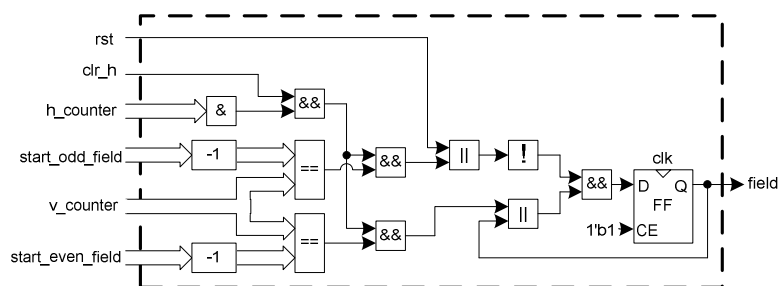 rst
clr_h
&&
h_counter
&
start_odd_field
-1
==
&&
||
!
&&
clk
D Q
FF
1'b1 CE
field
v_counter
||
==
&&
start_even_field
-1